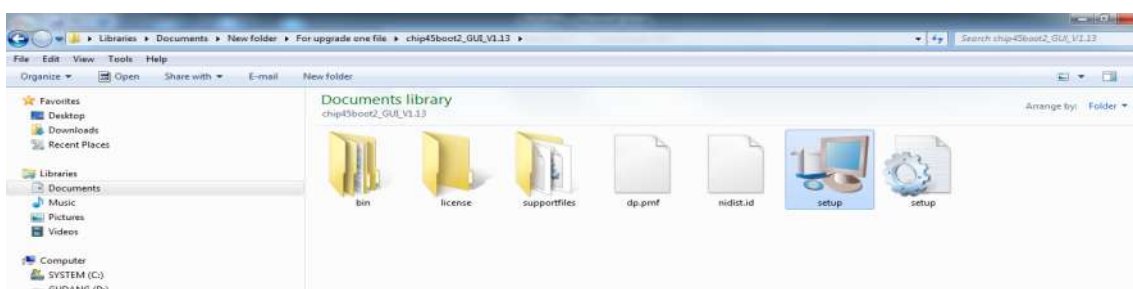 Libraries ▸ Documents ▸ New folder ▸ For upgrade one file ▸ chip45boot2_GUI_V1.13 ▸ Search chip45boot2_GUI_V1.13
File Edit View Tools Help
Organize Open Share with E-mail New folder
Favorites
Desktop
Downloads
Recent Places
Libraries
Documents
Music
Pictures
Videos
Computer
SYSTEM (C:)
Documents library
chip45boot2_GUI_V1.13
Arrange by: Folder
bin license supportfiles dp.pmf nidist.id setup setup